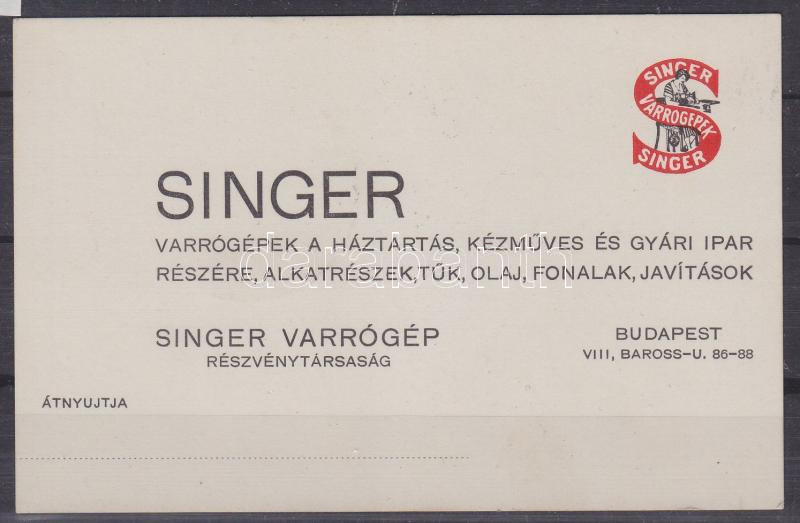 SINGER
VARRÓGÉPEK
SINGER
SINGER
VARRÓGÉPEK A HÁZTARTÁS, KÉZMŰVES ÉS GYÁRI IPAR
RÉSZÉRE, ALKATRÉSZEK, TŰK, OLAJ, FONALAK, JAVÍTÁSOK
darabanth
SINGER VARRÓGÉP
RÉSZVÉNYTÁRSASÁG
BUDAPEST
VIII, BAROSS-U. 86-88
ÁTNYUJTJA